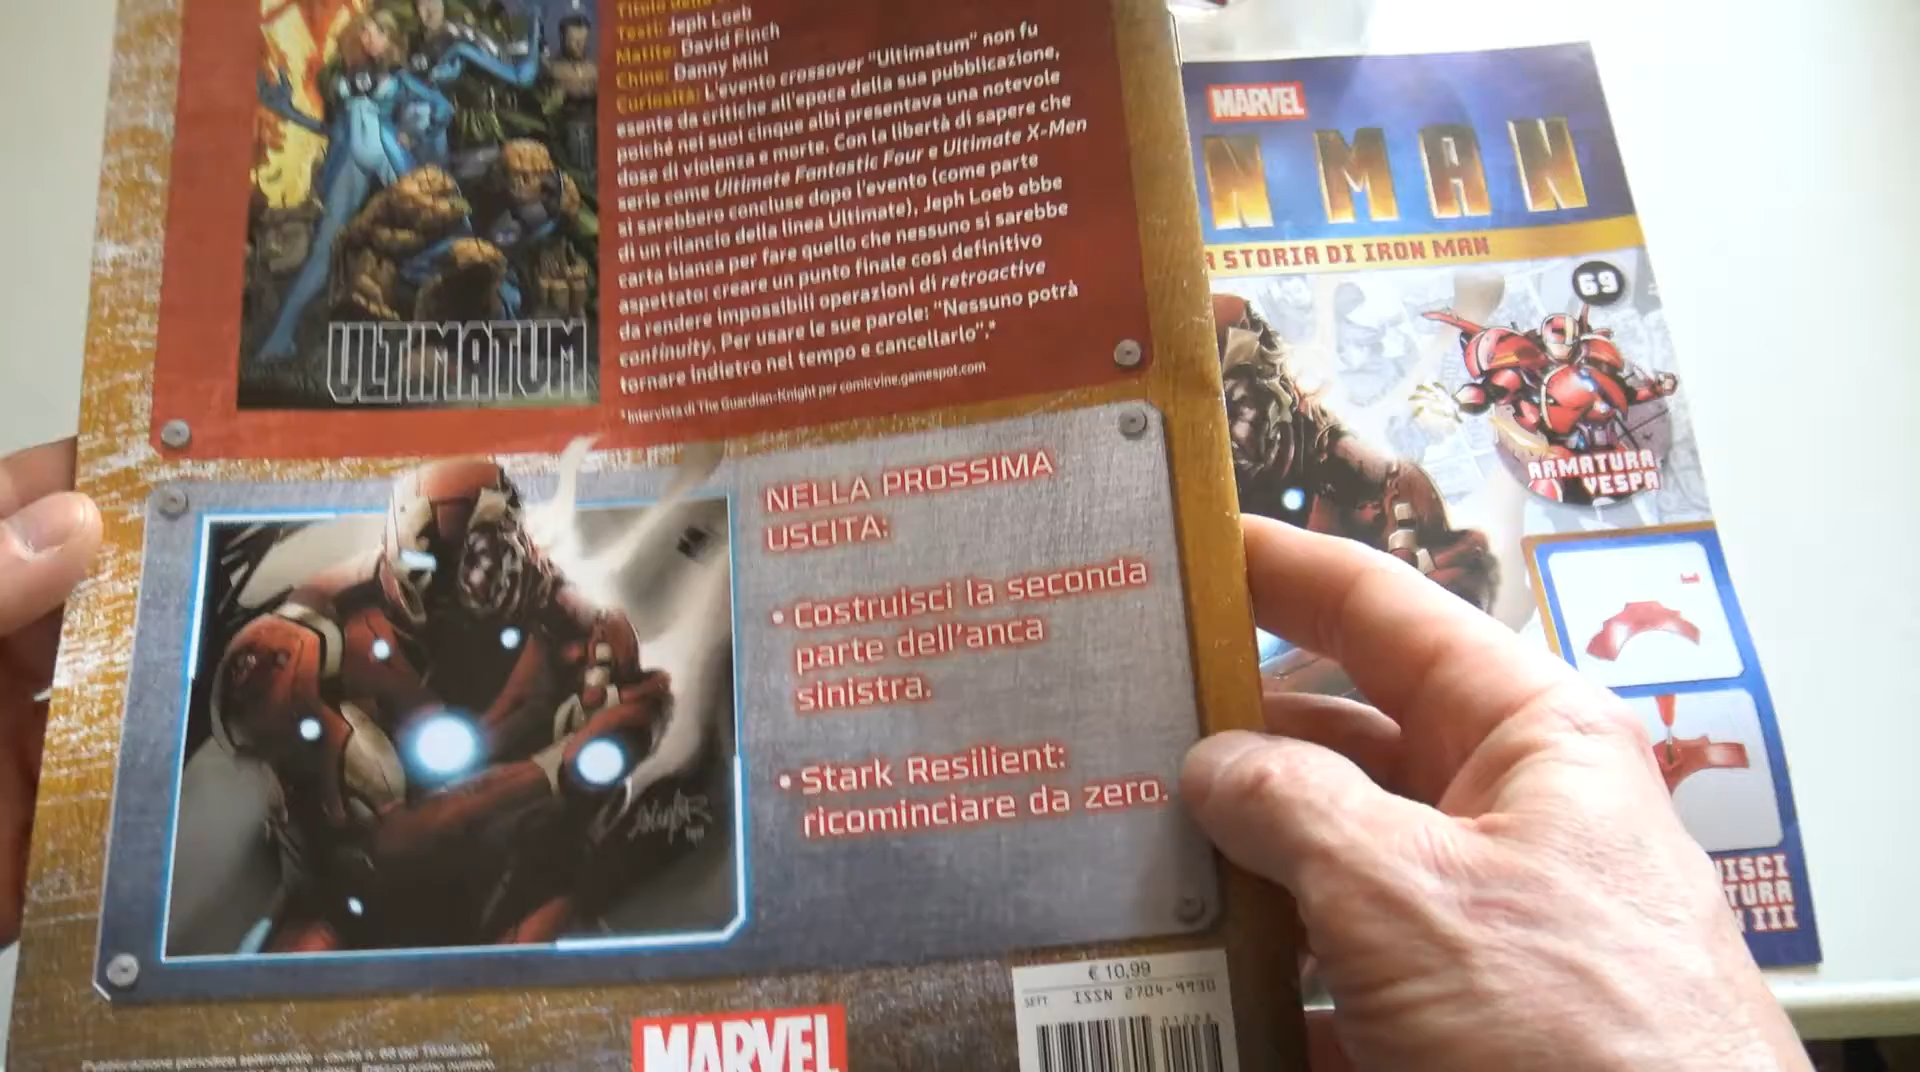 Testi: Jeph Loeb
Matite: David Finch
Chine: Danny Miki
Curiosità: L'evento crossover "Ultimatum" non fu
esente da critiche all'epoca della sua pubblicazione,
poiché nei suoi cinque albi presentava una notevole
dose di violenza e morte. Con la libertà di sapere che
serie come Ultimate Fantastic Four e Ultimate X-Men
si sarebbero concluse dopo l'evento (come parte
di un rilancio della linea Ultimate), Jeph Loeb ebbe
carta bianca per fare quello che nessuno si sarebbe
aspettato: creare un punto finale così definitivo
da rendere impossibili operazioni di retroactive
continuity. Per usare le sue parole: "Nessuno potrà
tornare indietro nel tempo e cancellarlo".*
* Intervista di The Guardian-Knight per comicvine.gamespot.com
ULTIMATUM
NELLA PROSSIMA
USCITA:
• Costruisci la seconda
parte dell'anca
sinistra.
• Stark Resilient:
ricominciare da zero.
€ 10,99
SETT ISSN 2704-9930
MARVEL
MARVEL
N MAN
A STORIA DI IRON MAN
69
ARMATURA
VESPA
ISCI
TURA
III